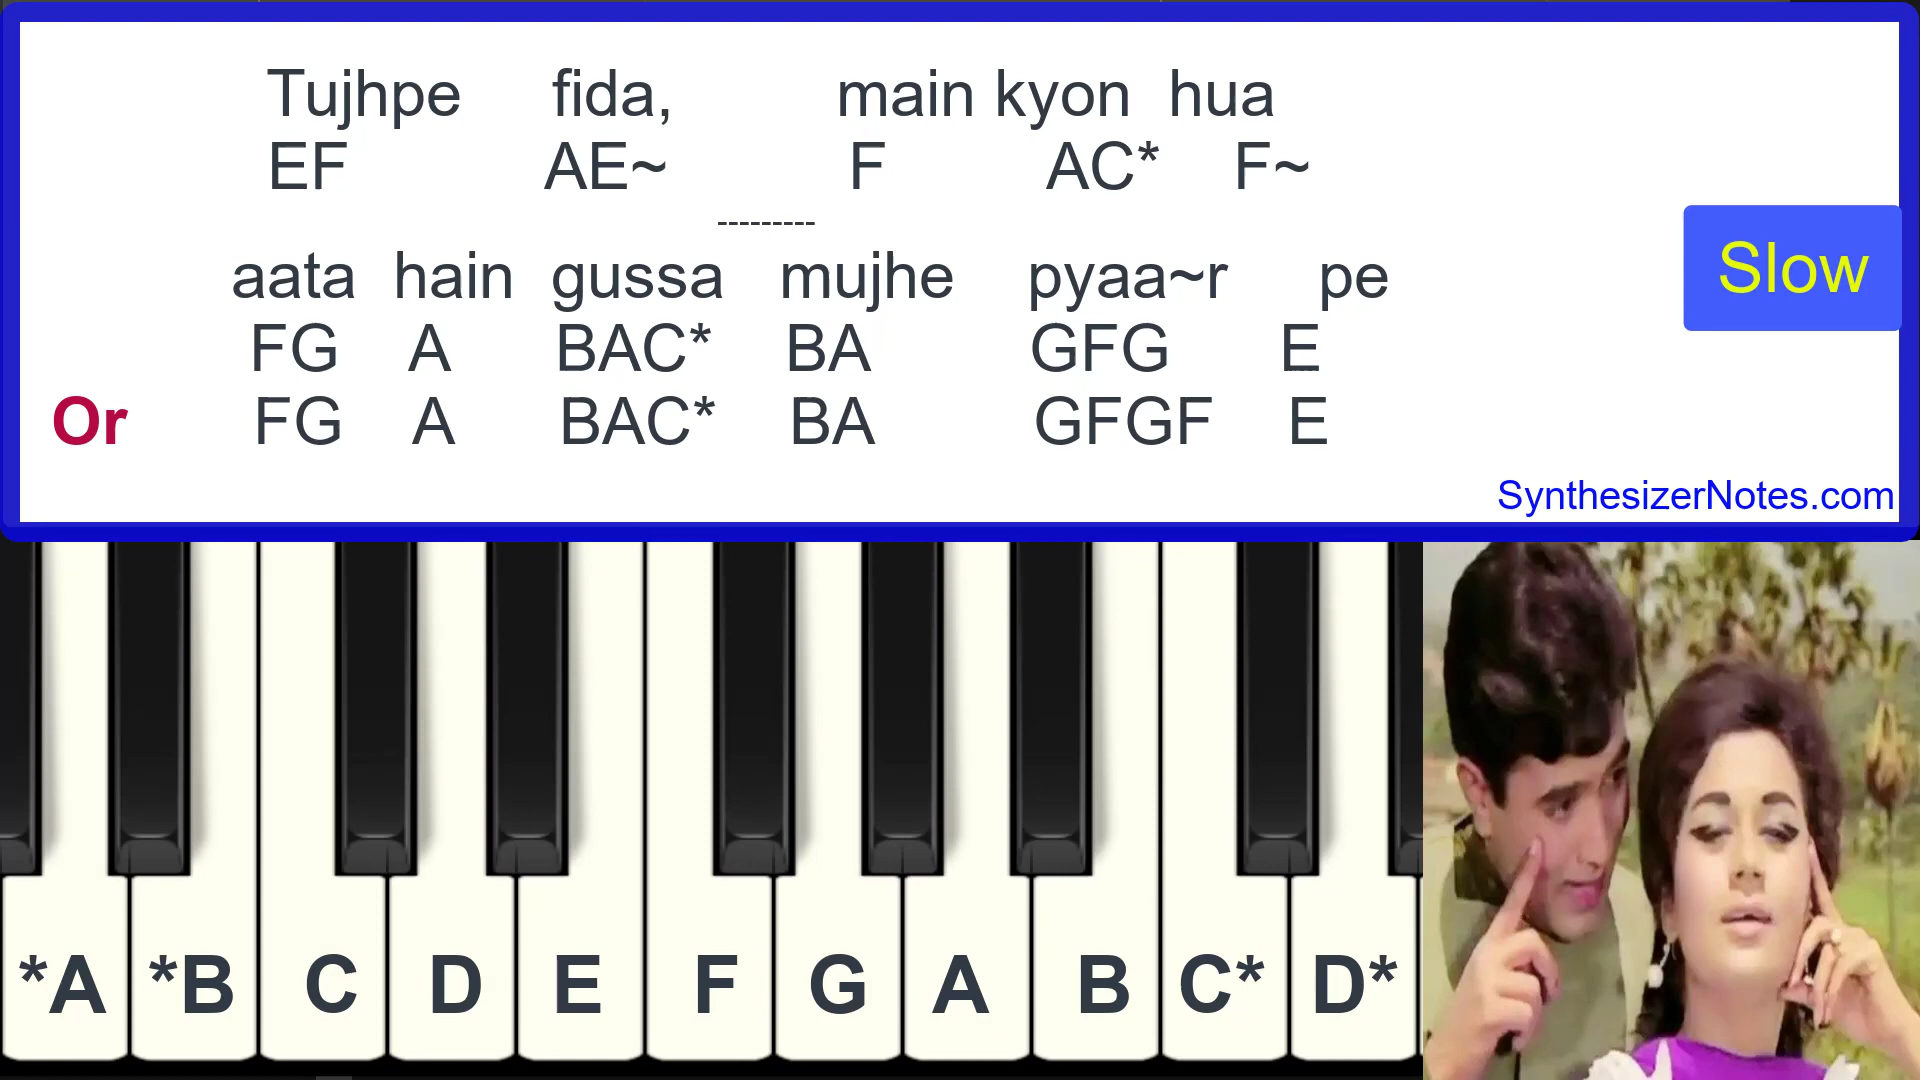 Tujhpe fida, main kyon hua
EF AE~ F AC* F~
---------
aata hain gussa mujhe pyaa~r pe
FG A BAC* BA GFG E
Or FG A BAC* BA GFGF E
Slow
SynthesizerNotes.com
*A *B C D E F G A B C* D*